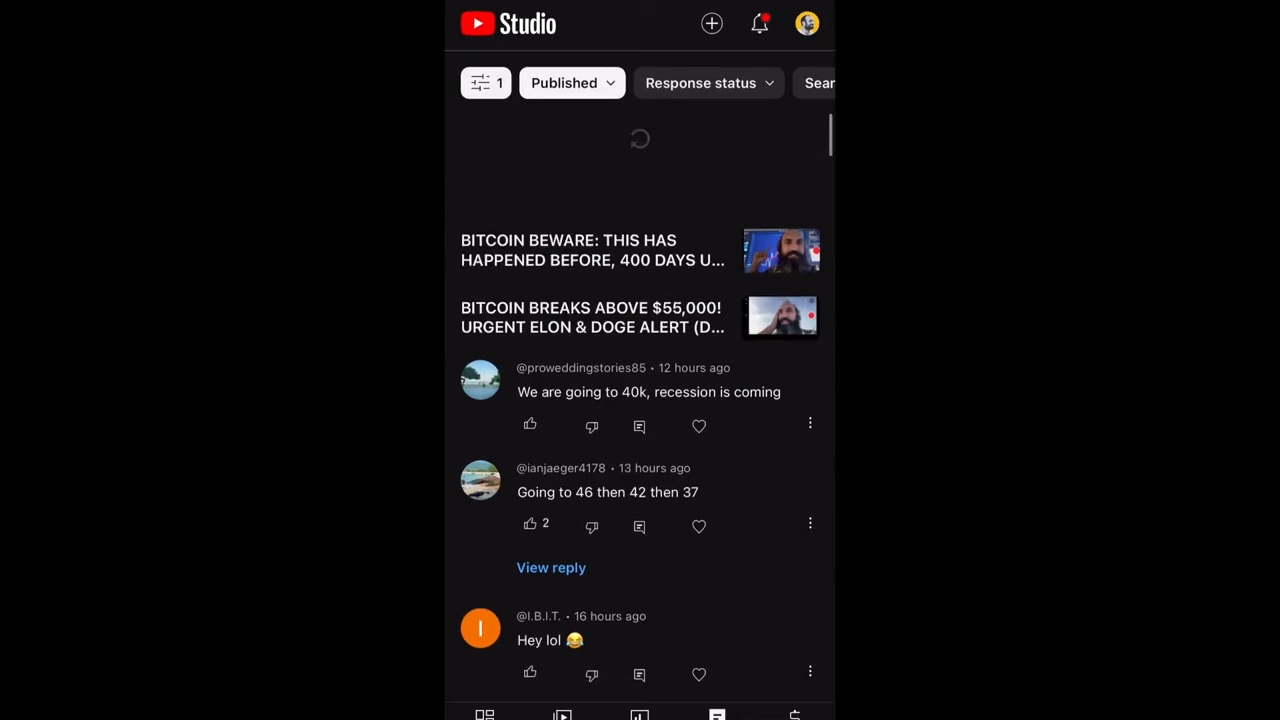 Studio
1 Published Response status Sear
BITCOIN BEWARE: THIS HAS
HAPPENED BEFORE, 400 DAYS U...
BITCOIN BREAKS ABOVE $55,000!
URGENT ELON & DOGE ALERT (D...
@proweddingstories85 • 12 hours ago
We are going to 40k, recession is coming
@ianjaeger4178 • 13 hours ago
Going to 46 then 42 then 37
2
View reply
I
@I.B.I.T. • 16 hours ago
Hey lol 😂